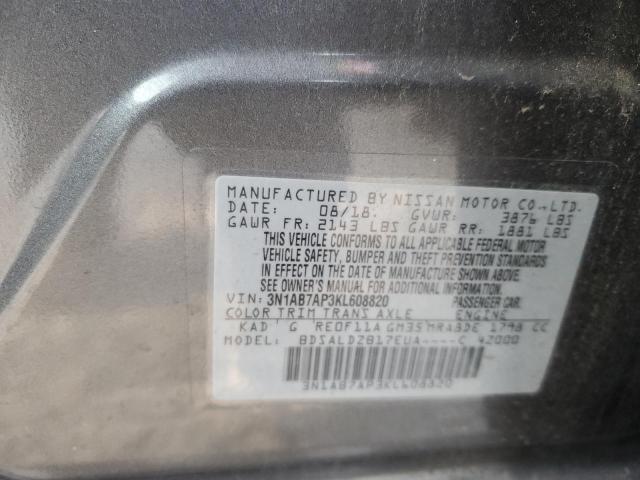 MANUFACTURED BY NISSAN MOTOR CO.,LTD.
DATE: 08/18. GVWR: 3876 LBS
GAWR FR: 2143 LBS GAWR RR: 1881 LBS
THIS VEHICLE CONFORMS TO ALL APPLICABLE FEDERAL MOTOR
VEHICLE SAFETY, BUMPER AND THEFT PREVENTION STANDARDS
IN EFFECT ON THE DATE OF MANUFACTURE SHOWN ABOVE.
SEE OWNER'S MANUAL FOR ADDITIONAL INFORMATION
VIN: 3N1AB7AP3KL608820 PASSENGER CAR.
COLOR TRIM TRANS AXLE ENGINE
KAD G RE0F11A GM35 MRA8DE 1798 CC
MODEL: BDSALDZB17EUA----C 42000
3N1AB7AP3KL608820